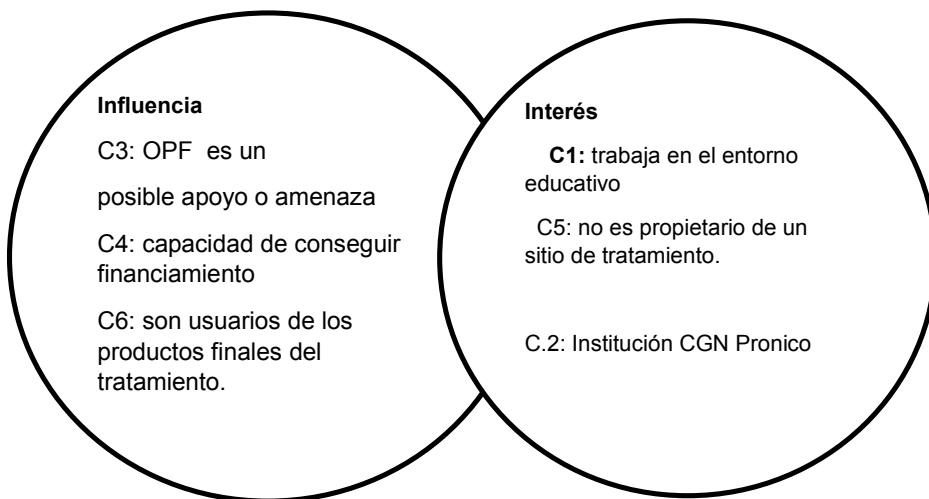 Influencia
C3: OPF es un
posible apoyo o amenaza
C4: capacidad de conseguir
financiamiento
C6: son usuarios de los
productos finales del
tratamiento.
Interés
C1: trabaja en el entorno
educativo
C5: no es propietario de un
sitio de tratamiento.
C.2: Institución CGN Pronico